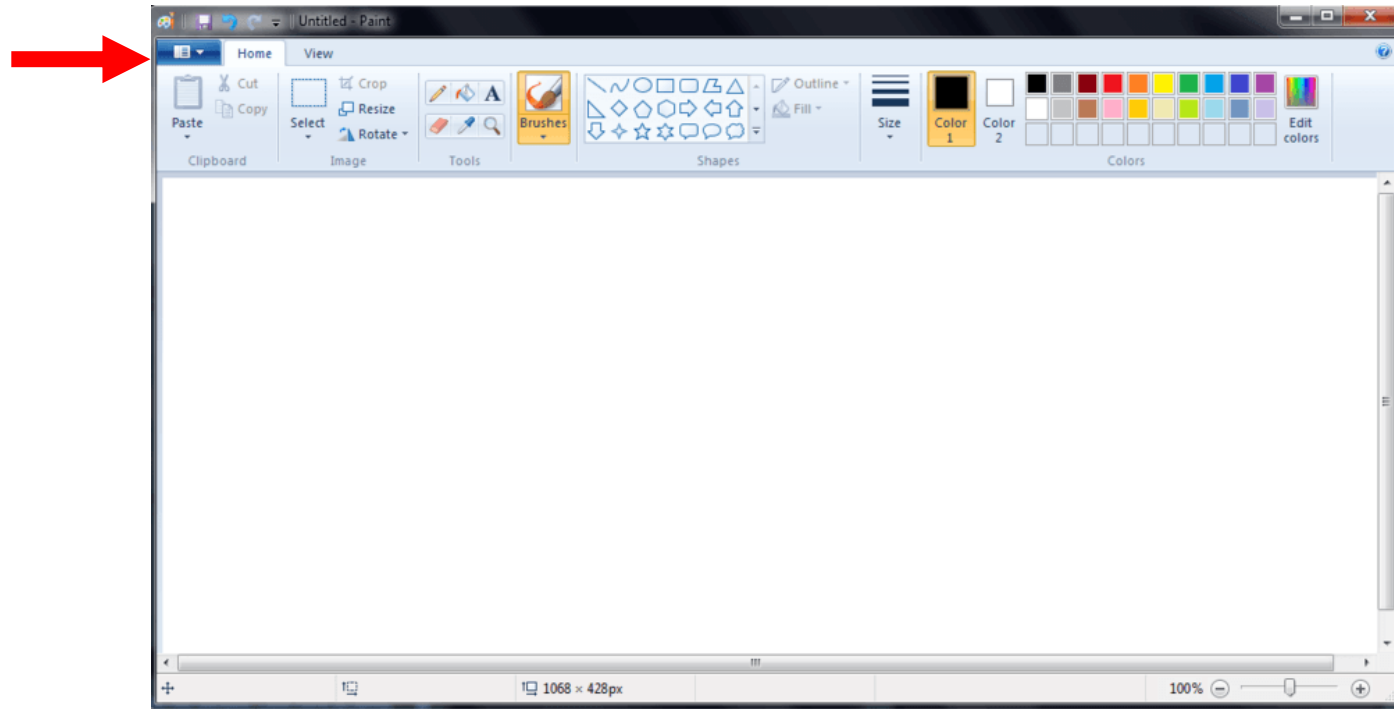 Untitled - Paint
Home View
Cut
Copy
Paste
Clipboard
Select
Crop
Resize
Rotate
Image
A
Tools
Brushes
Outline
Fill
Shapes
Size
Color
1
Color
2
Edit
colors
Colors
1068 × 428px
100%